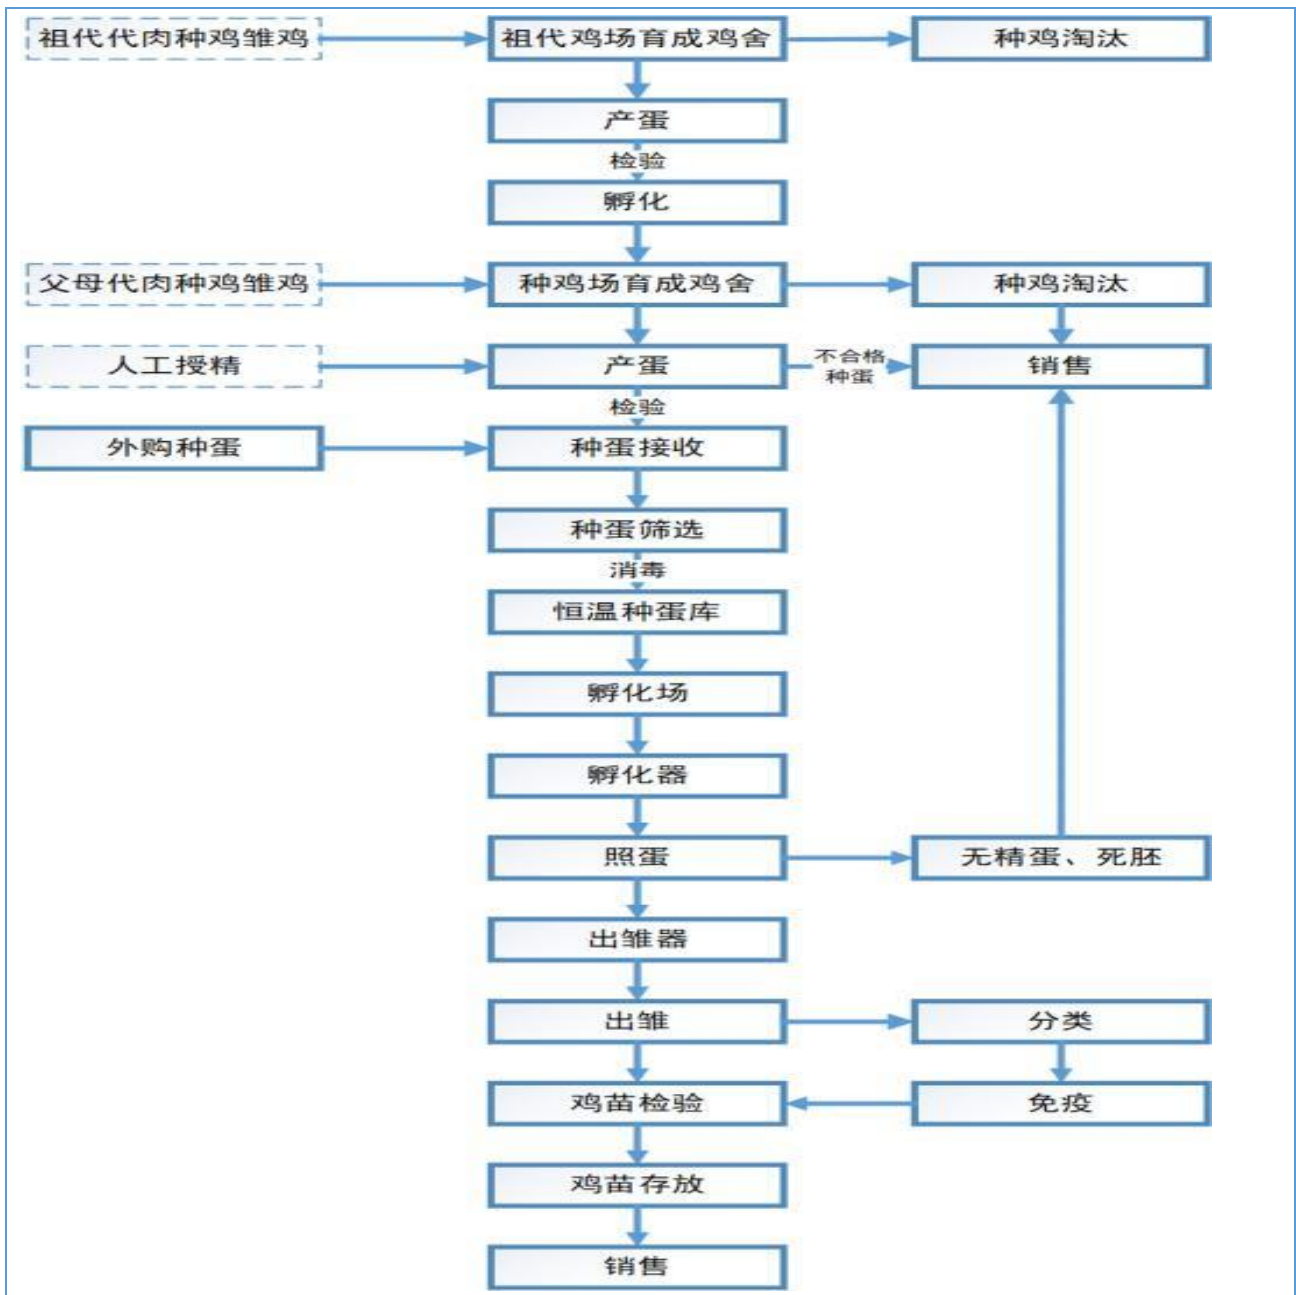 祖代代肉种鸡雏鸡
祖代鸡场育成鸡舍
种鸡淘汰
产蛋
检验
孵化
父母代肉种鸡雏鸡
种鸡场育成鸡舍
种鸡淘汰
人工授精
产蛋
不合格
种蛋
销售
检验
外购种蛋
种蛋接收
种蛋筛选
消毒
恒温种蛋库
孵化场
孵化器
照蛋
无精蛋、死胚
出雏器
出雏
分类
鸡苗检验
免疫
鸡苗存放
销售